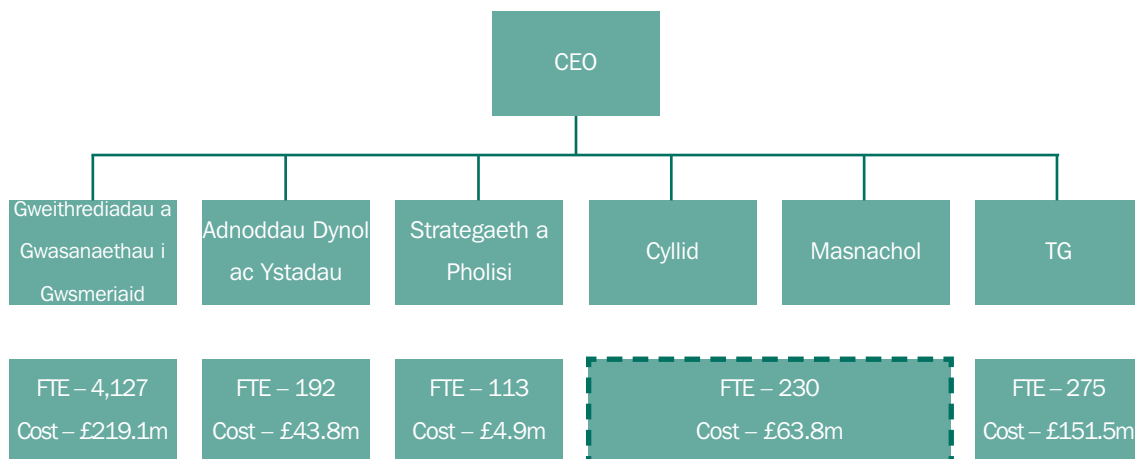 CEO
Gweithrediadau a
Gwasanaethau i
Gwsmeriaid
Adnoddau Dynol
ac Ystadau
Strategaeth a
Pholisi
Cyllid
Masnachol
TG
FTE – 4,127
Cost – £219.1m
FTE – 192
Cost – £43.8m
FTE – 113
Cost – £4.9m
FTE – 230
Cost – £63.8m
FTE – 275
Cost – £151.5m